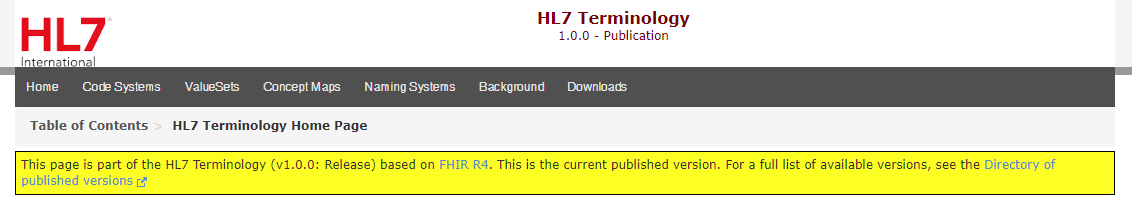 HL7®
International
HL7 Terminology
1.0.0 - Publication
Home Code Systems ValueSets Concept Maps Naming Systems Background Downloads
Table of Contents > HL7 Terminology Home Page
This page is part of the HL7 Terminology (v1.0.0: Release) based on FHIR R4. This is the current published version. For a full list of available versions, see the Directory of
published versions